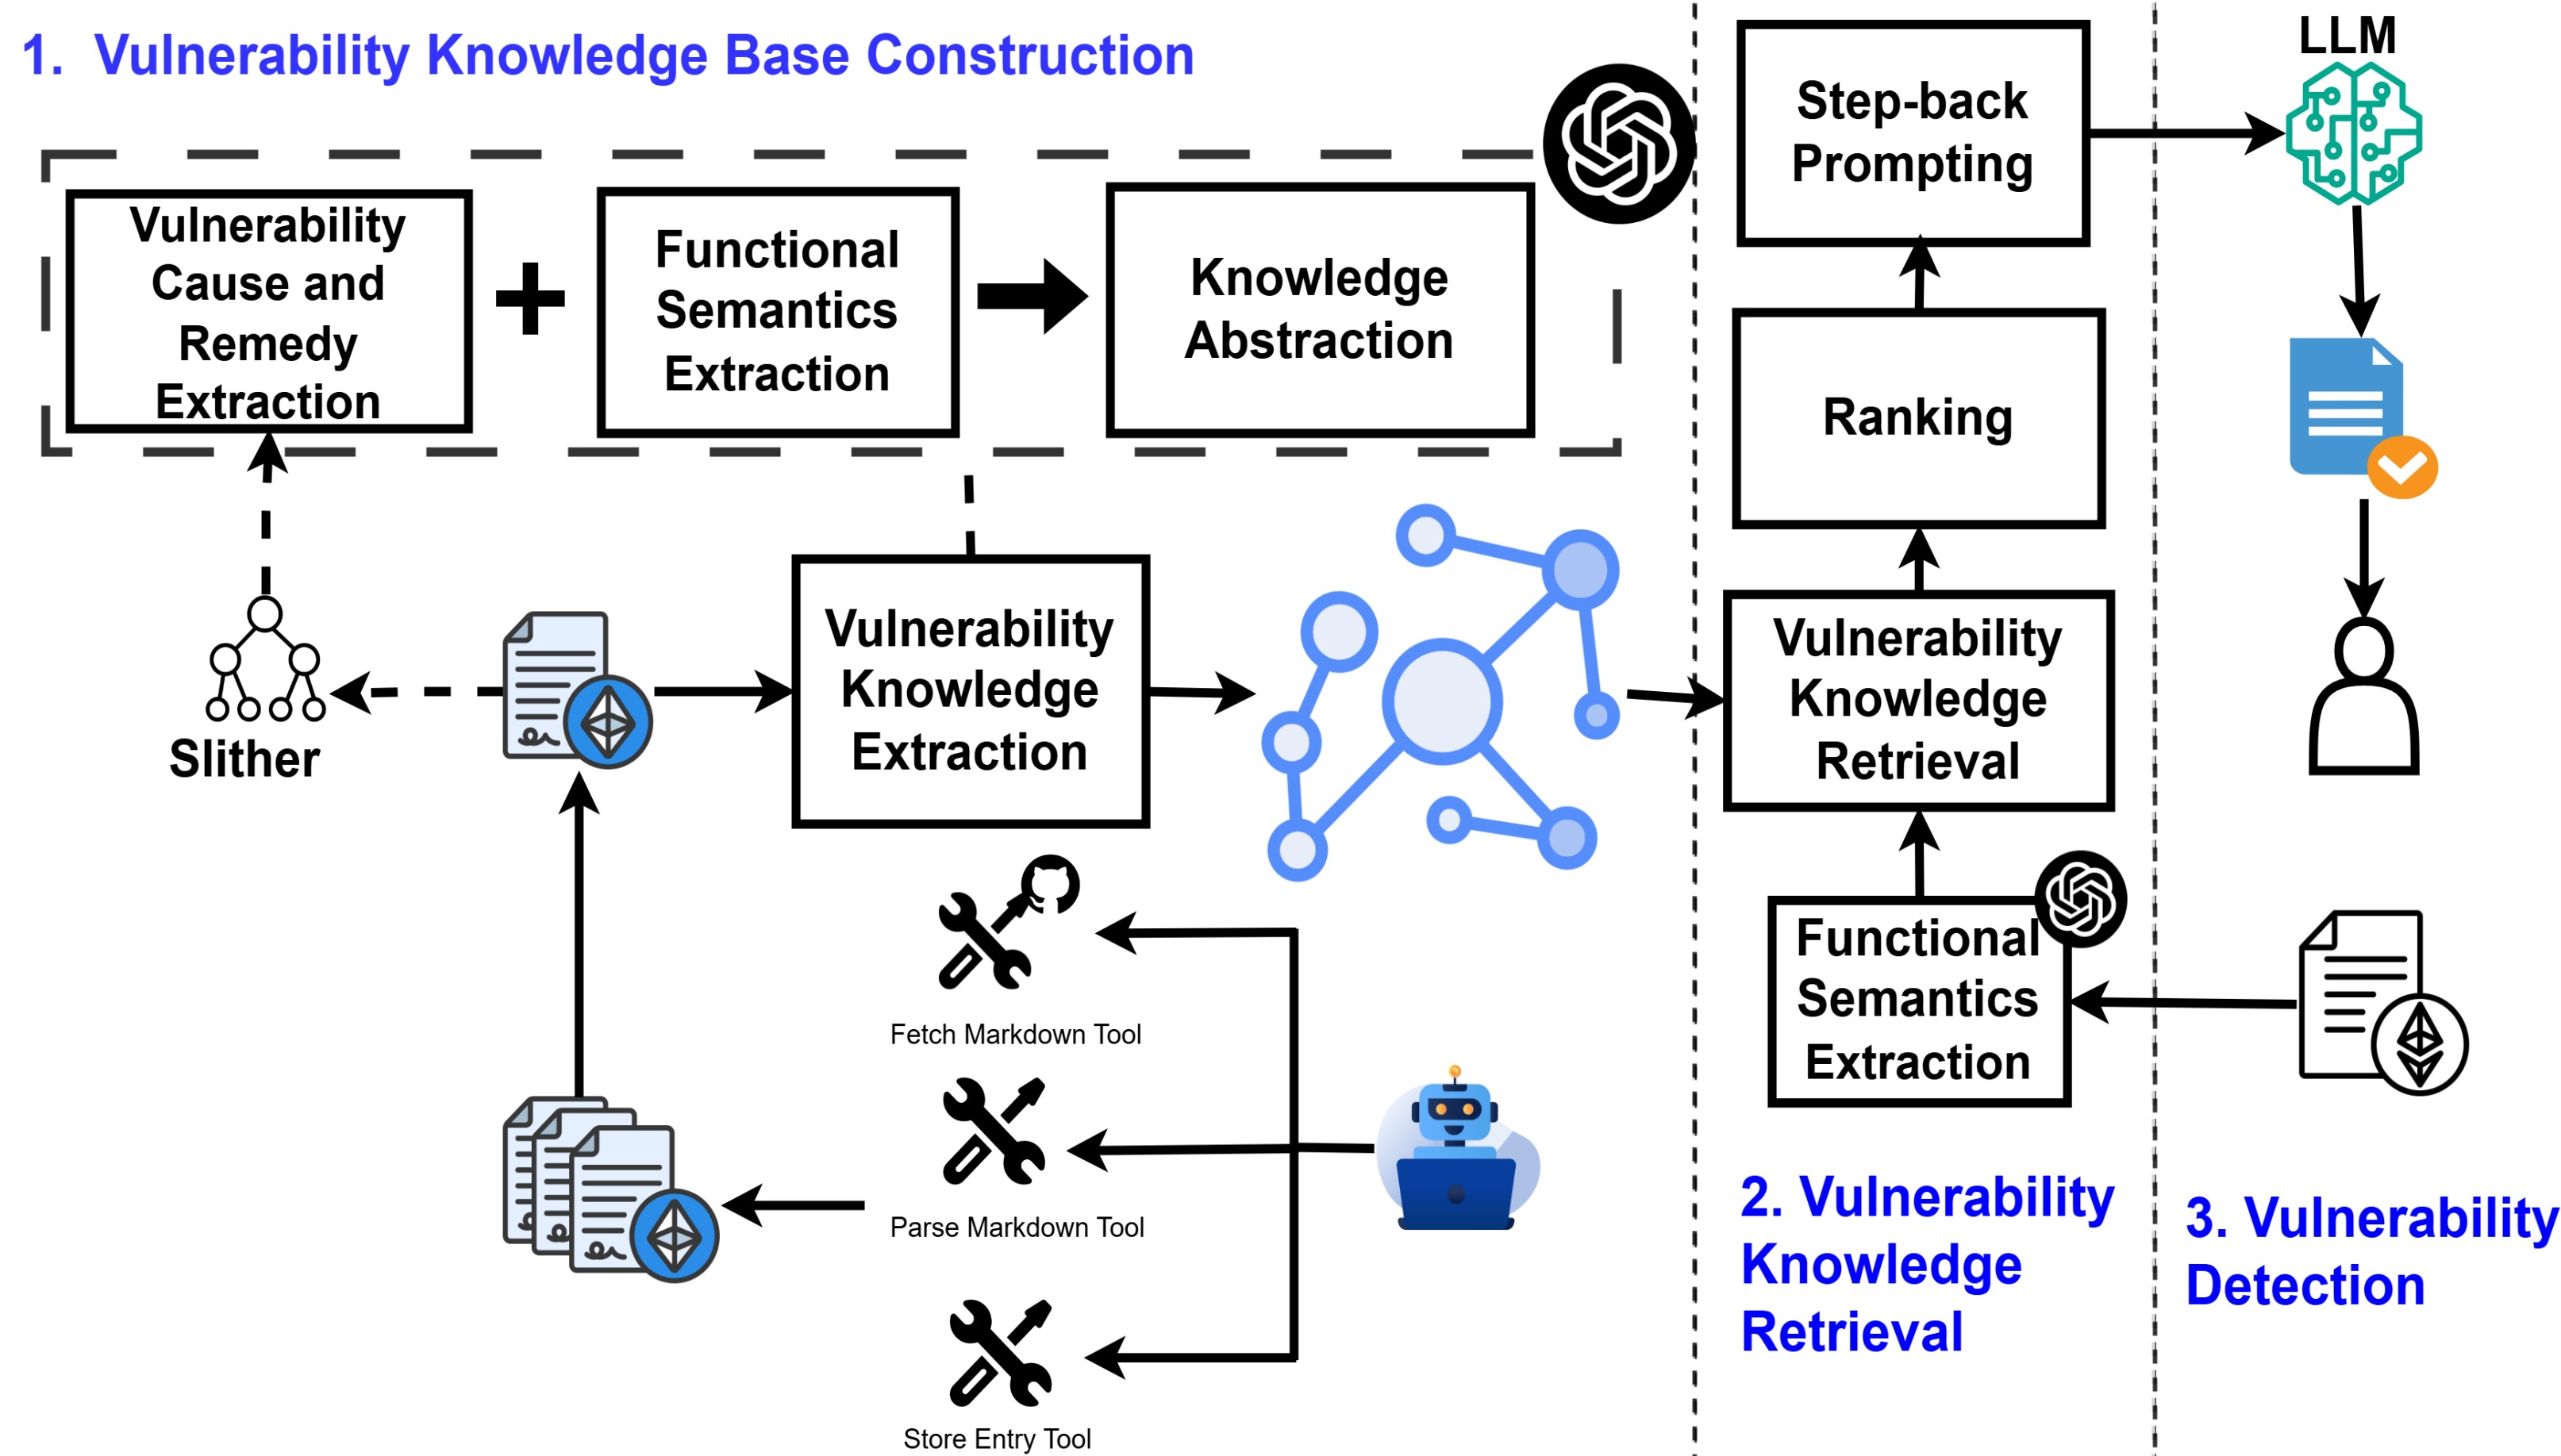 1. Vulnerability Knowledge Base Construction
Vulnerability
Cause and
Remedy
Extraction
Functional
Semantics
Extraction
Knowledge
Abstraction
Slither
Vulnerability
Knowledge
Extraction
Fetch Markdown Tool
Parse Markdown Tool
Store Entry Tool
Step-back
Prompting
Ranking
Vulnerability
Knowledge
Retrieval
Functional
Semantics
Extraction
2. Vulnerability
Knowledge
Retrieval
LLM
3. Vulnerability
Detection